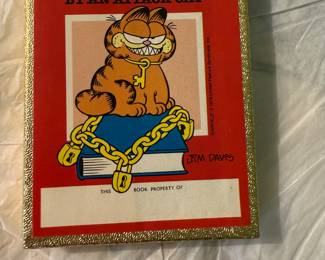 BY AN ATTACK CAT
JIM DAVIS
THIS BOOK PROPERTY OF